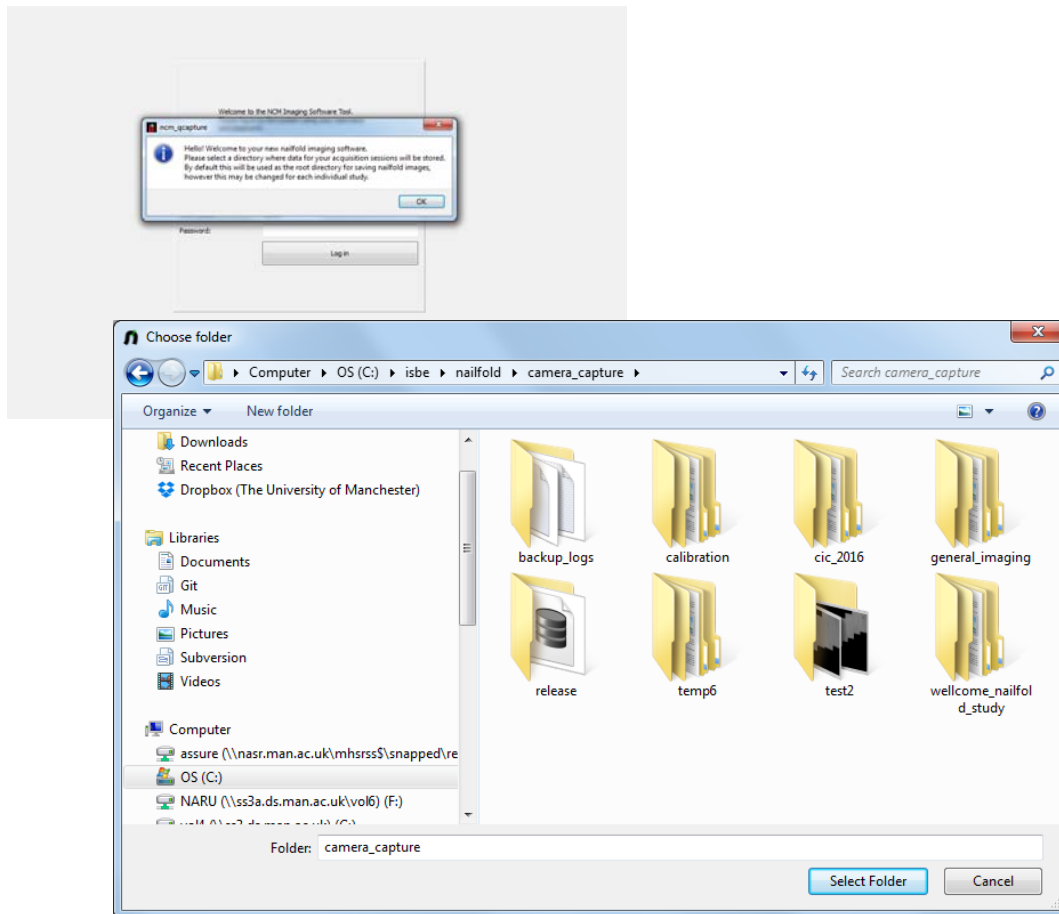 Welcome to the NCM Imaging Software Tool.
ncm_qcapture
Hello! Welcome to your new nailfold imaging software.
Please select a directory where data for your acquisition sessions will be stored.
By default this will be used as the root directory for saving nailfold images,
however this may be changed for each individual study.
OK
Password:
Log in
Choose folder
Computer
OS (C:)
isbe
nailfold
camera_capture
Search camera_capture
Organize
New folder
Downloads
Recent Places
Dropbox (The University of Manchester)
Libraries
Documents
Git
Music
Pictures
Subversion
Videos
Computer
assure (\\nasr.man.ac.uk\mhsrss$\snapped\re
OS (C:)
NARU (\\ss3a.ds.man.ac.uk\vol6) (F:)
backup_logs
calibration
cic_2016
general_imaging
release
temp6
test2
wellcome_nailfol
d_study
Folder:
camera_capture
Select Folder
Cancel